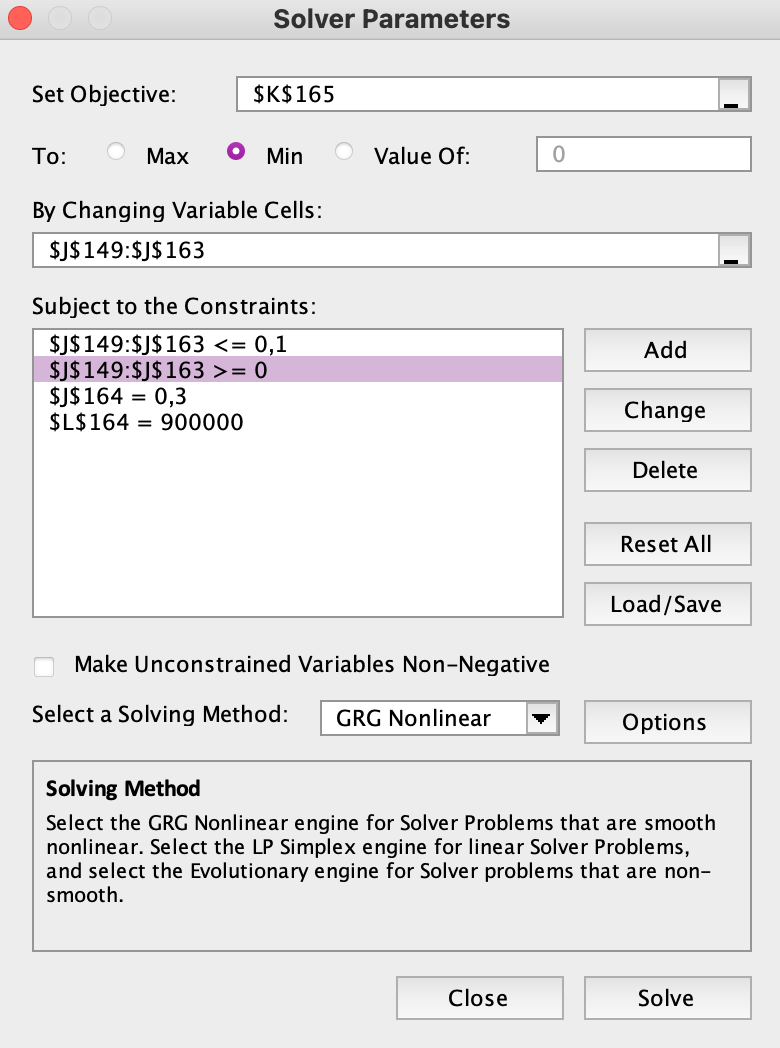 Solver Parameters
Set Objective: $K$165
To: Max Min Value Of: 0
By Changing Variable Cells:
$J$149:$J$163
Subject to the Constraints:
$J$149:$J$163 <= 0,1
$J$149:$J$163 >= 0
$J$164 = 0,3
$L$164 = 900000
Add
Change
Delete
Reset All
Load/Save
Make Unconstrained Variables Non-Negative
Select a Solving Method: GRG Nonlinear Options
Solving Method
Select the GRG Nonlinear engine for Solver Problems that are smooth
nonlinear. Select the LP Simplex engine for linear Solver Problems,
and select the Evolutionary engine for Solver problems that are non-
smooth.
Close Solve